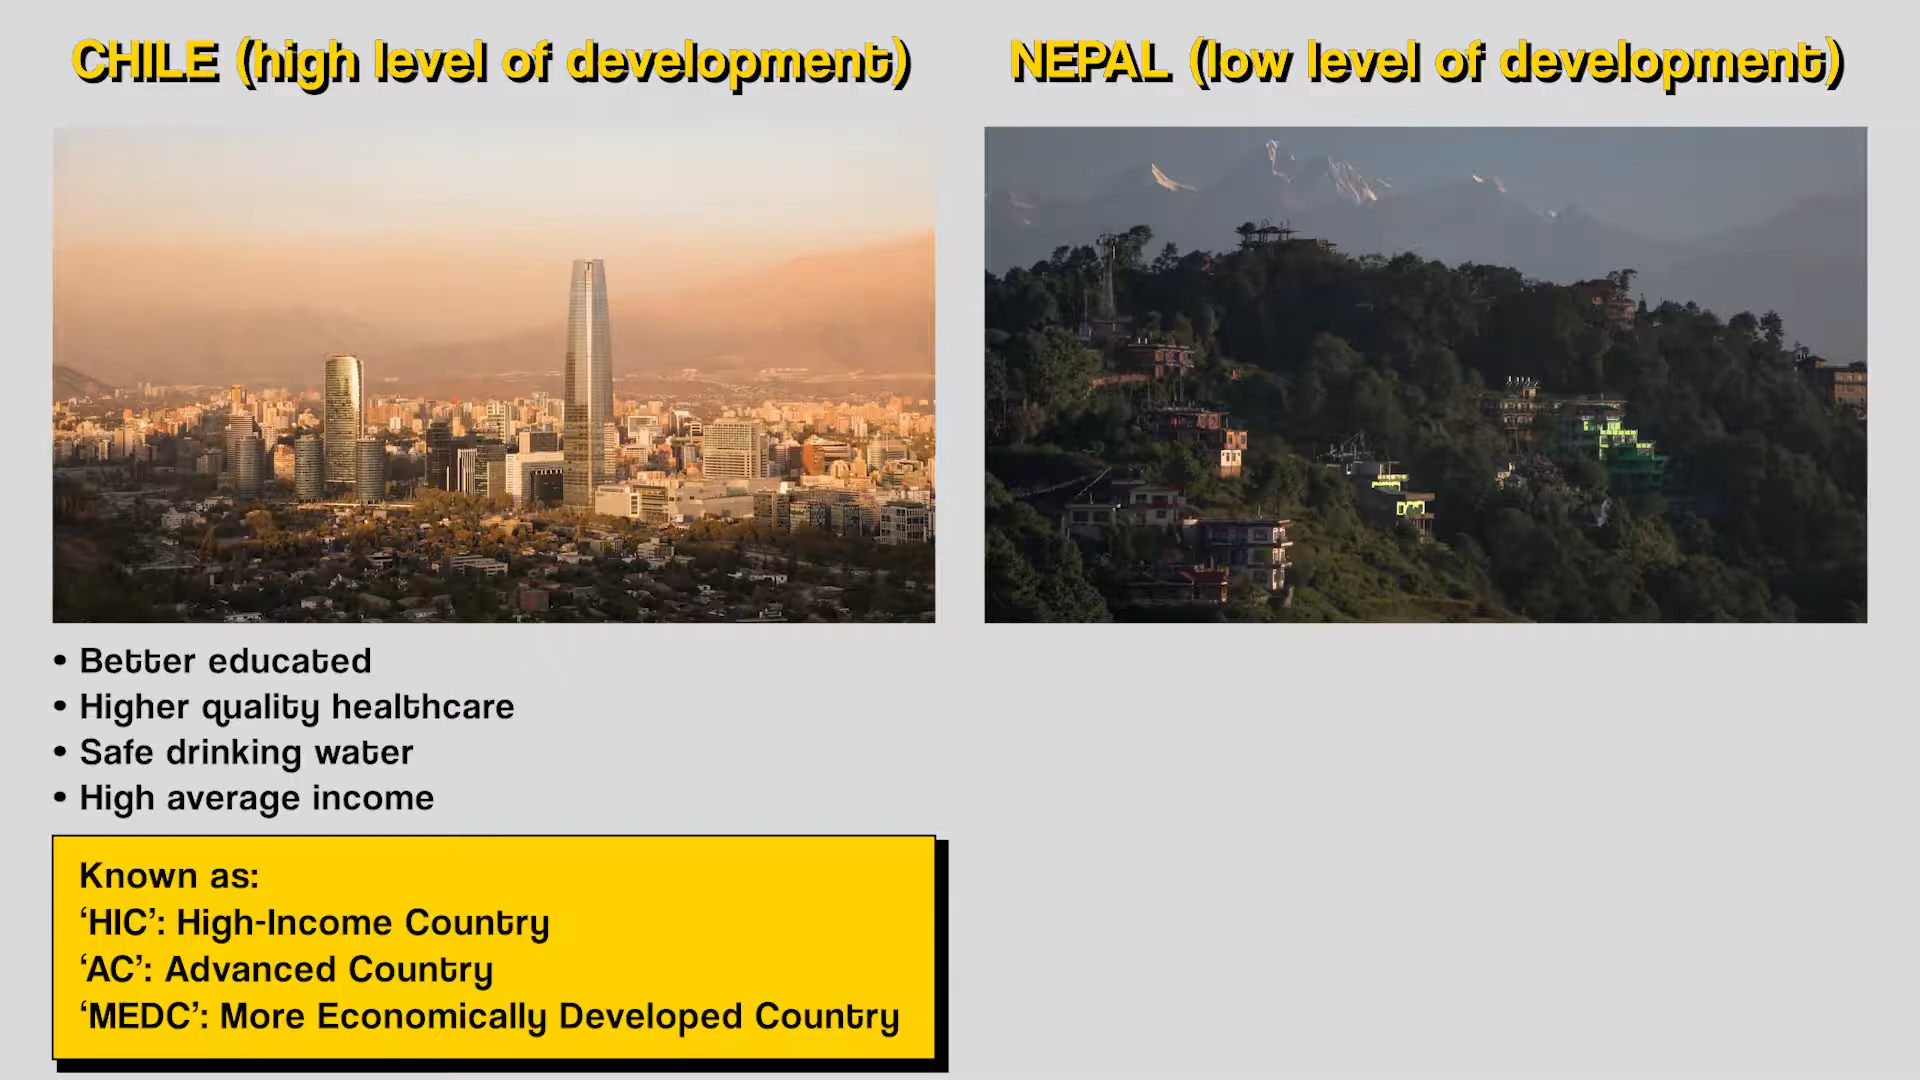 CHILE (high level of development)
NEPAL (low level of development)
• Better educated
• Higher quality healthcare
• Safe drinking water
• High average income
Known as:
‘HIC’: High-Income Country
‘AC’: Advanced Country
‘MEDC’: More Economically Developed Country